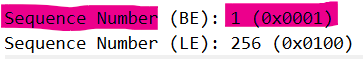 Sequence Number (BE): 1 (0x0001)
Sequence Number (LE): 256 (0x0100)